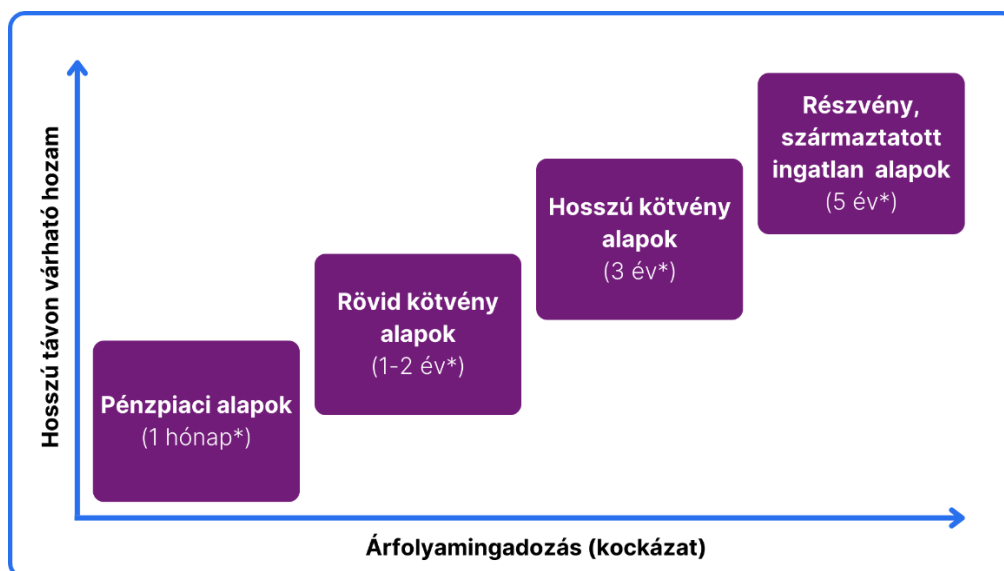 Hosszú távon várható hozam
Részvény,
származtatott
ingatlan alapok
(5 év*)
Hosszú kötvény
alapok
(3 év*)
Rövid kötvény
alapok
(1-2 év*)
Pénzpiaci alapok
(1 hónap*)
Árfolyamingadozás (kockázat)